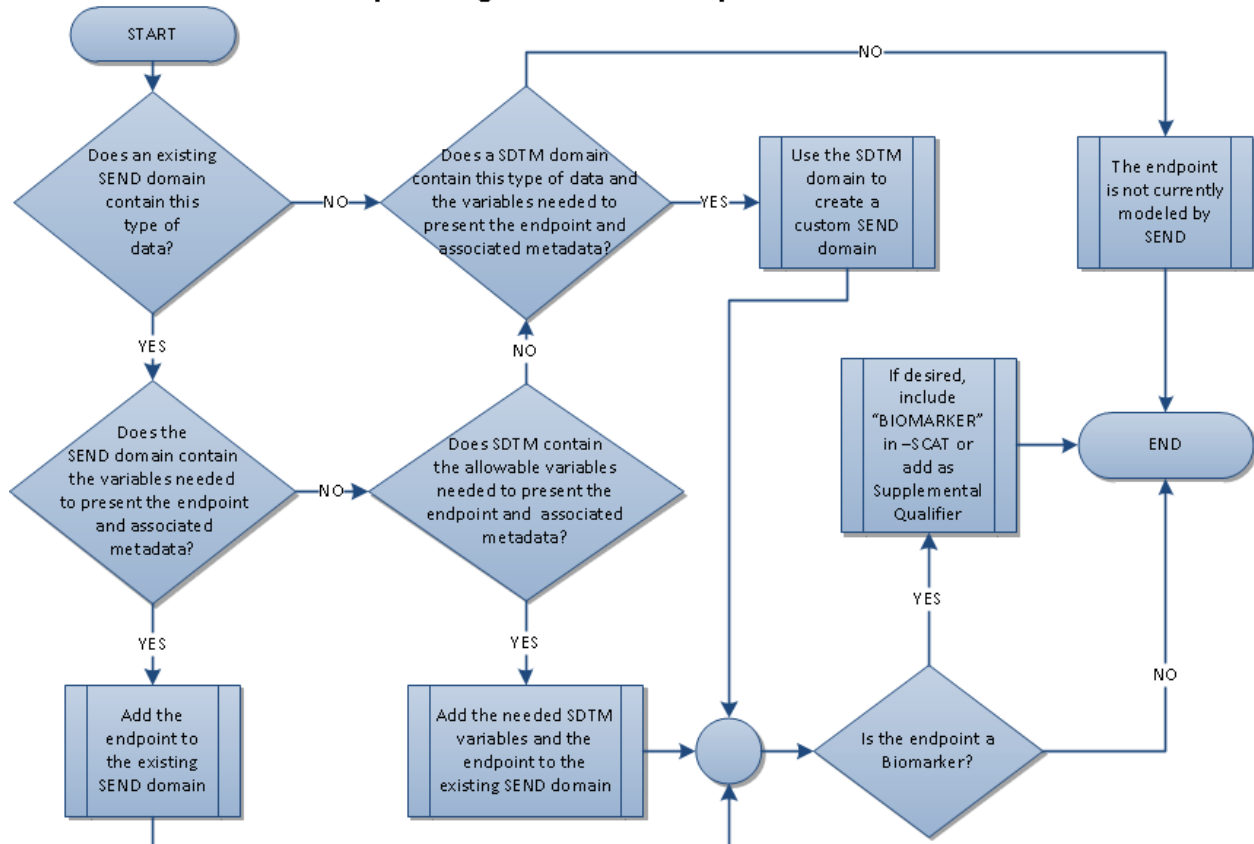 START
Does an existing
SEND domain
contain this
type of
data?
NO
Does a SDTM domain
contain this type of data and
the variables needed to
present the endpoint and
associated metadata?
NO
YES
Use the SDTM
domain to
create a
custom SEND
domain
The endpoint
is not currently
modeled by
SEND
YES
NO
Does the
SEND domain contain
the variables needed
to present the endpoint
and associated
metadata?
NO
Does SDTM contain
the allowable variables
needed to present the
endpoint and associated
metadata?
If desired,
include
“BIOMARKER”
in –SCAT or
add as
Supplemental
Qualifier
END
YES
YES
YES
NO
Add the
endpoint to
the existing
SEND domain
Add the needed SDTM
variables and the
endpoint to the
existing SEND domain
Is the endpoint a
Biomarker?